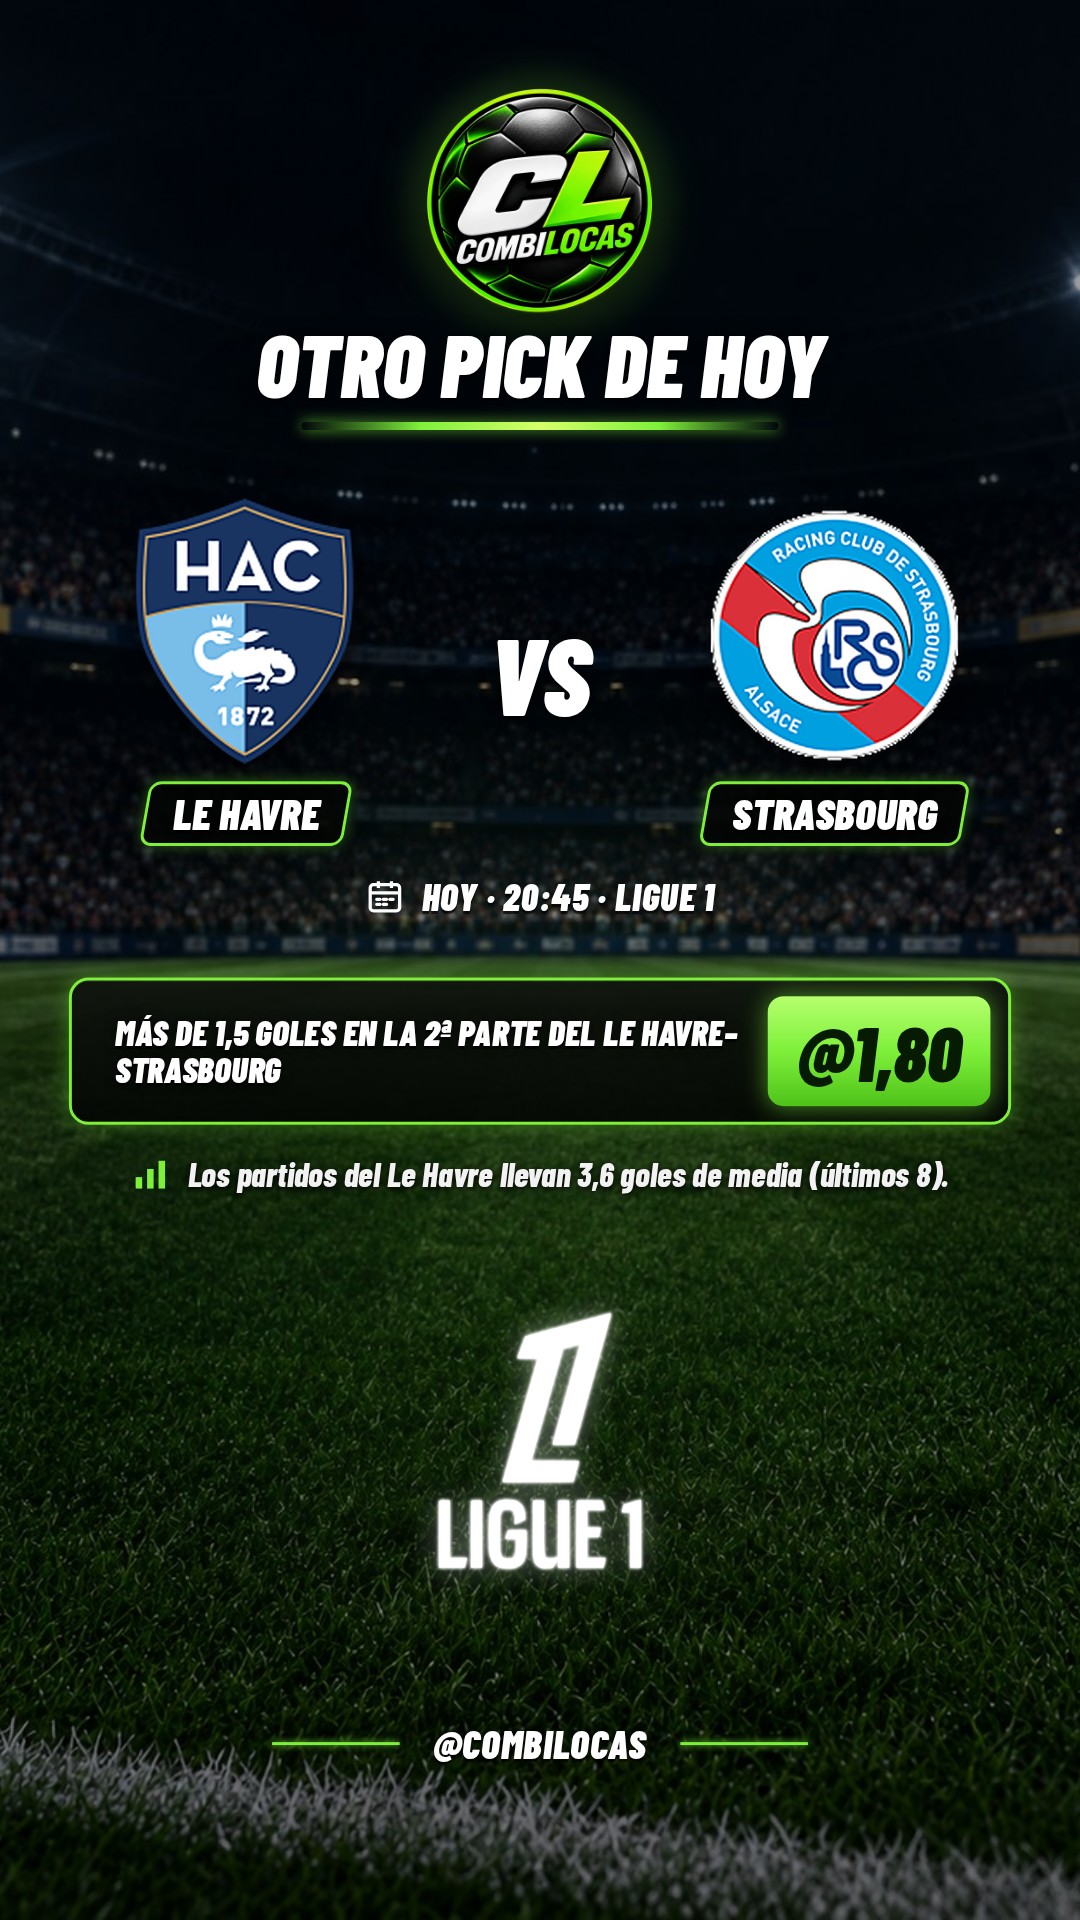 CL
COMBILOCAS
OTRO PICK DE HOY
HAC
1872
VS
RACING CLUB DE STRASBOURG
RCS
ALSACE
LE HAVRE
STRASBOURG
HOY · 20:45 · LIGUE 1
MÁS DE 1,5 GOLES EN LA 2ª PARTE DEL LE HAVRE-
STRASBOURG
@1,80
Los partidos del Le Havre llevan 3,6 goles de media (últimos 8).
LIGUE 1
@COMBILOCAS